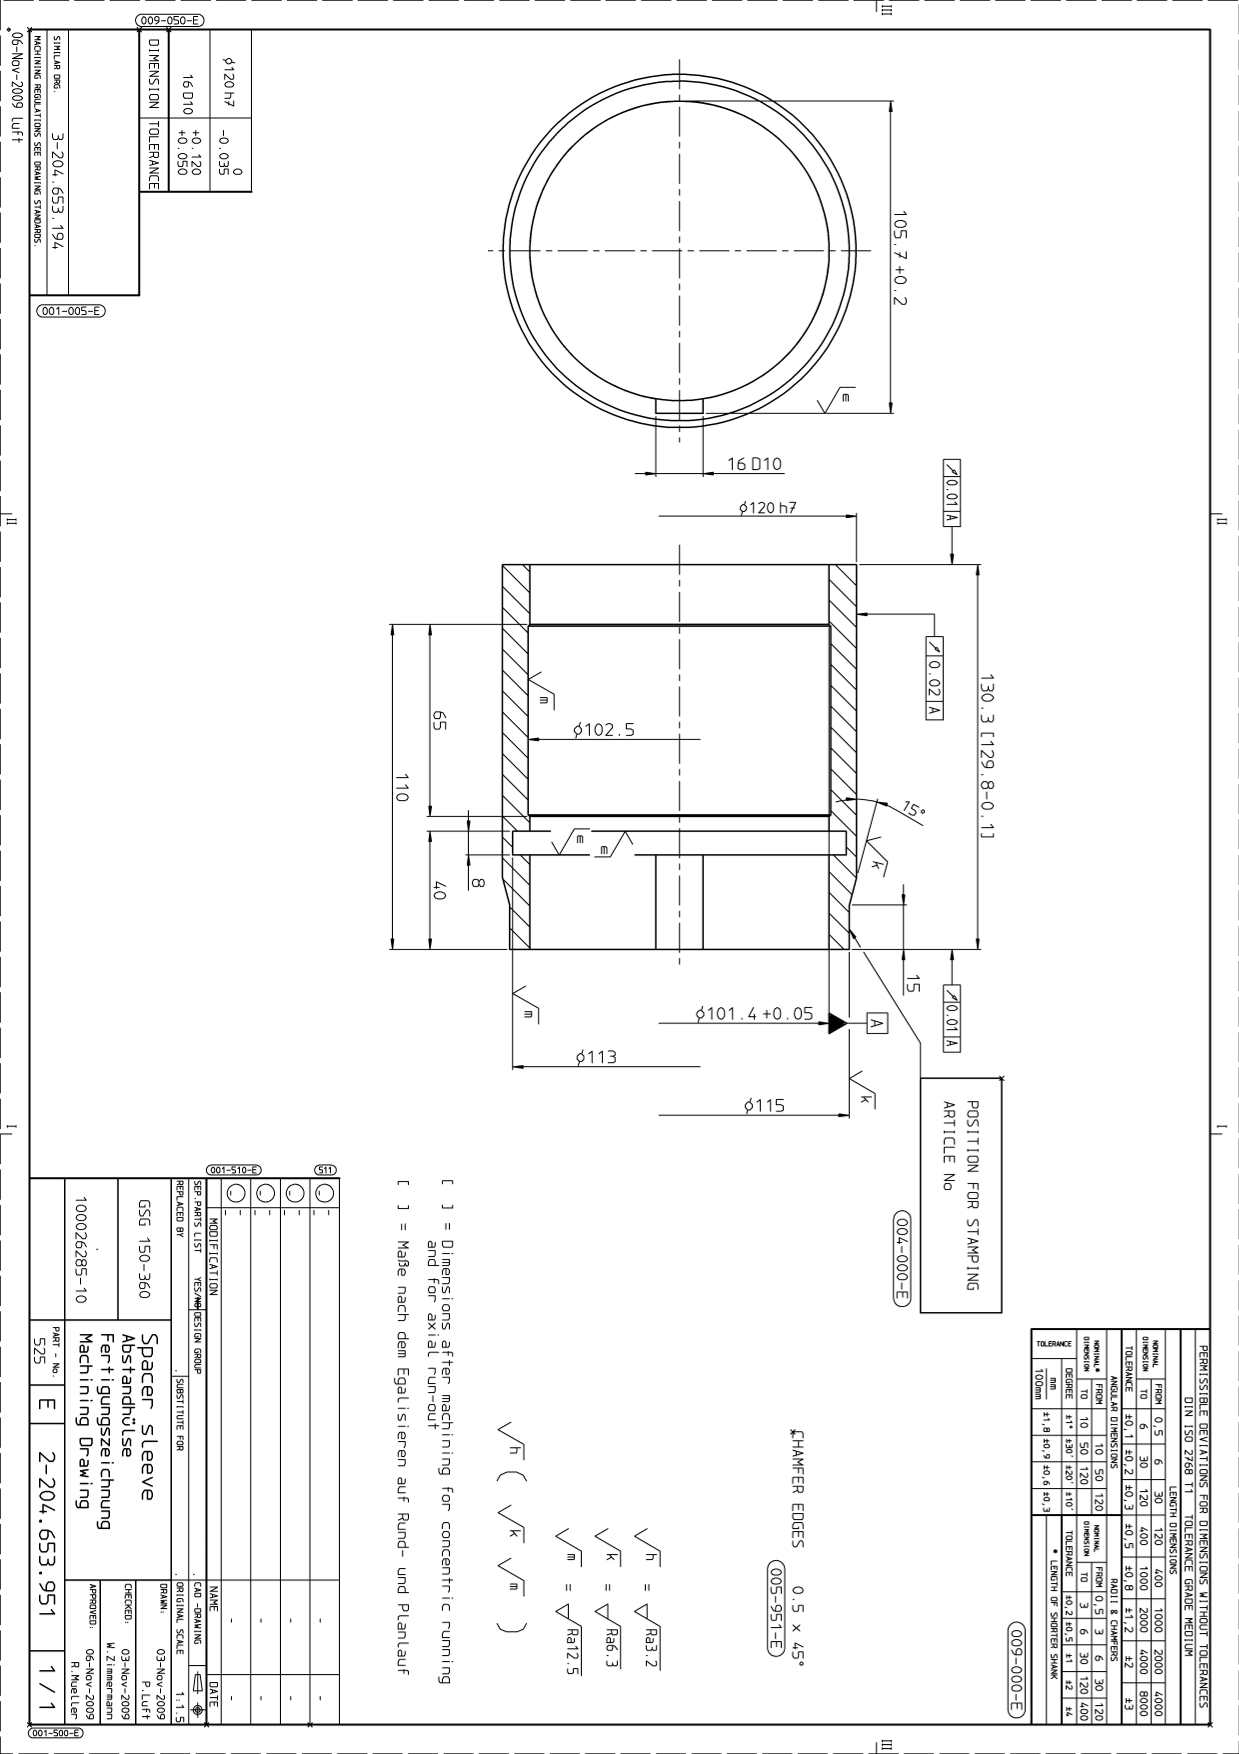 III
009-050-E
φ120 h7
0
-0.035
16 D10
+0.120
+0.050
DIMENSION
TOLERANCE
SIMILAR DRG.
3-204.653.194
MACHINING REGULATIONS SEE DRAWING STANDARDS.
06-Nov-2009 Luft
001-005-E
105.7 +0.2
m
16 D10
II
II
φ120 h7
0.01 A
0.02 A
130.3 [129.8-0.1]
15°
k
m
φ102.5
65
110
m
m
8
40
15
0.01 A
m
φ101.4 +0.05
A
φ113
φ115
k
I
I
POSITION FOR STAMPING
ARTICLE No
004-000-E
PERMISSIBLE DEVIATIONS FOR DIMENSIONS WITHOUT TOLERANCES
DIN ISO 2768 T1 TOLERANCE GRADE MEDIUM
LENGTH DIMENSIONS
NOMINAL DIMENSION
FROM 0,5 6 30 120 400 1000 2000 4000
TO 6 30 120 400 1000 2000 4000 8000
TOLERANCE ±0,1 ±0,2 ±0,3 ±0,5 ±0,8 ±1,2 ±2 ±3
ANGULAR DIMENSIONS
NOMINAL* DIMENSION
FROM 10 50 120
TO 10 50 120 400
TOLERANCE
DEGREE ±1° ±30' ±20' ±10'
mm
100mm
±1,8 ±0,9 ±0,6 ±0,3
RADII & CHAMFERS
NOMINAL DIMENSION
FROM 0,5 3 6 30 120
TO 3 6 30 120 400
TOLERANCE ±0,2 ±0,5 ±1 ±2 ±4
* LENGTH OF SHORTER SHANK
009-000-E
CHAMFER EDGES 0.5 x 45°
005-951-E
h = Ra3.2
k = Ra6.3
m = Ra12.5
h ( k m )
[ ] = Dimensions after machining for concentric running
and for axial run-out
[ ] = Maße nach dem Egalisieren auf Rund- und Planlauf
511
001-510-E
MODIFICATION
NAME
DATE
SEP.PARTS LIST YES/NO
DESIGN GROUP
CAD -DRAWING
REPLACED BY
SUBSTITUTE FOR
ORIGINAL SCALE 1:1.5
GSG 150-360
100026285-10
Spacer sleeve
Abstandhülse
Fertigungszeichnung
Machining Drawing
DRAWN: 03-Nov-2009
P.Luft
CHECKED: 03-Nov-2009
W.Zimmermann
APPROVED: 06-Nov-2009
R.Mueller
PART - No.
525
E
2-204.653.951
1 / 1
001-500-E
III